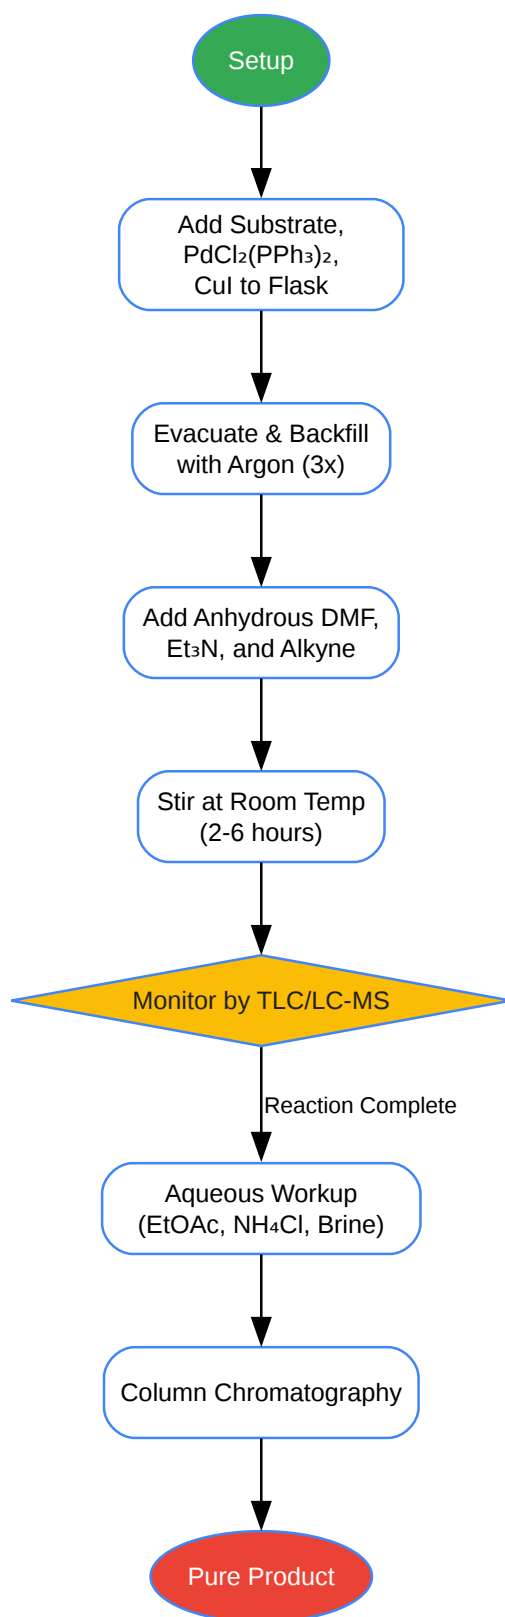 Setup
Add Substrate,
PdCl₂(PPh₃)₂,
CuI to Flask
Evacuate & Backfill
with Argon (3x)
Add Anhydrous DMF,
Et₃N, and Alkyne
Stir at Room Temp
(2-6 hours)
Monitor by TLC/LC-MS
Reaction Complete
Aqueous Workup
(EtOAc, NH₄Cl, Brine)
Column Chromatography
Pure Product